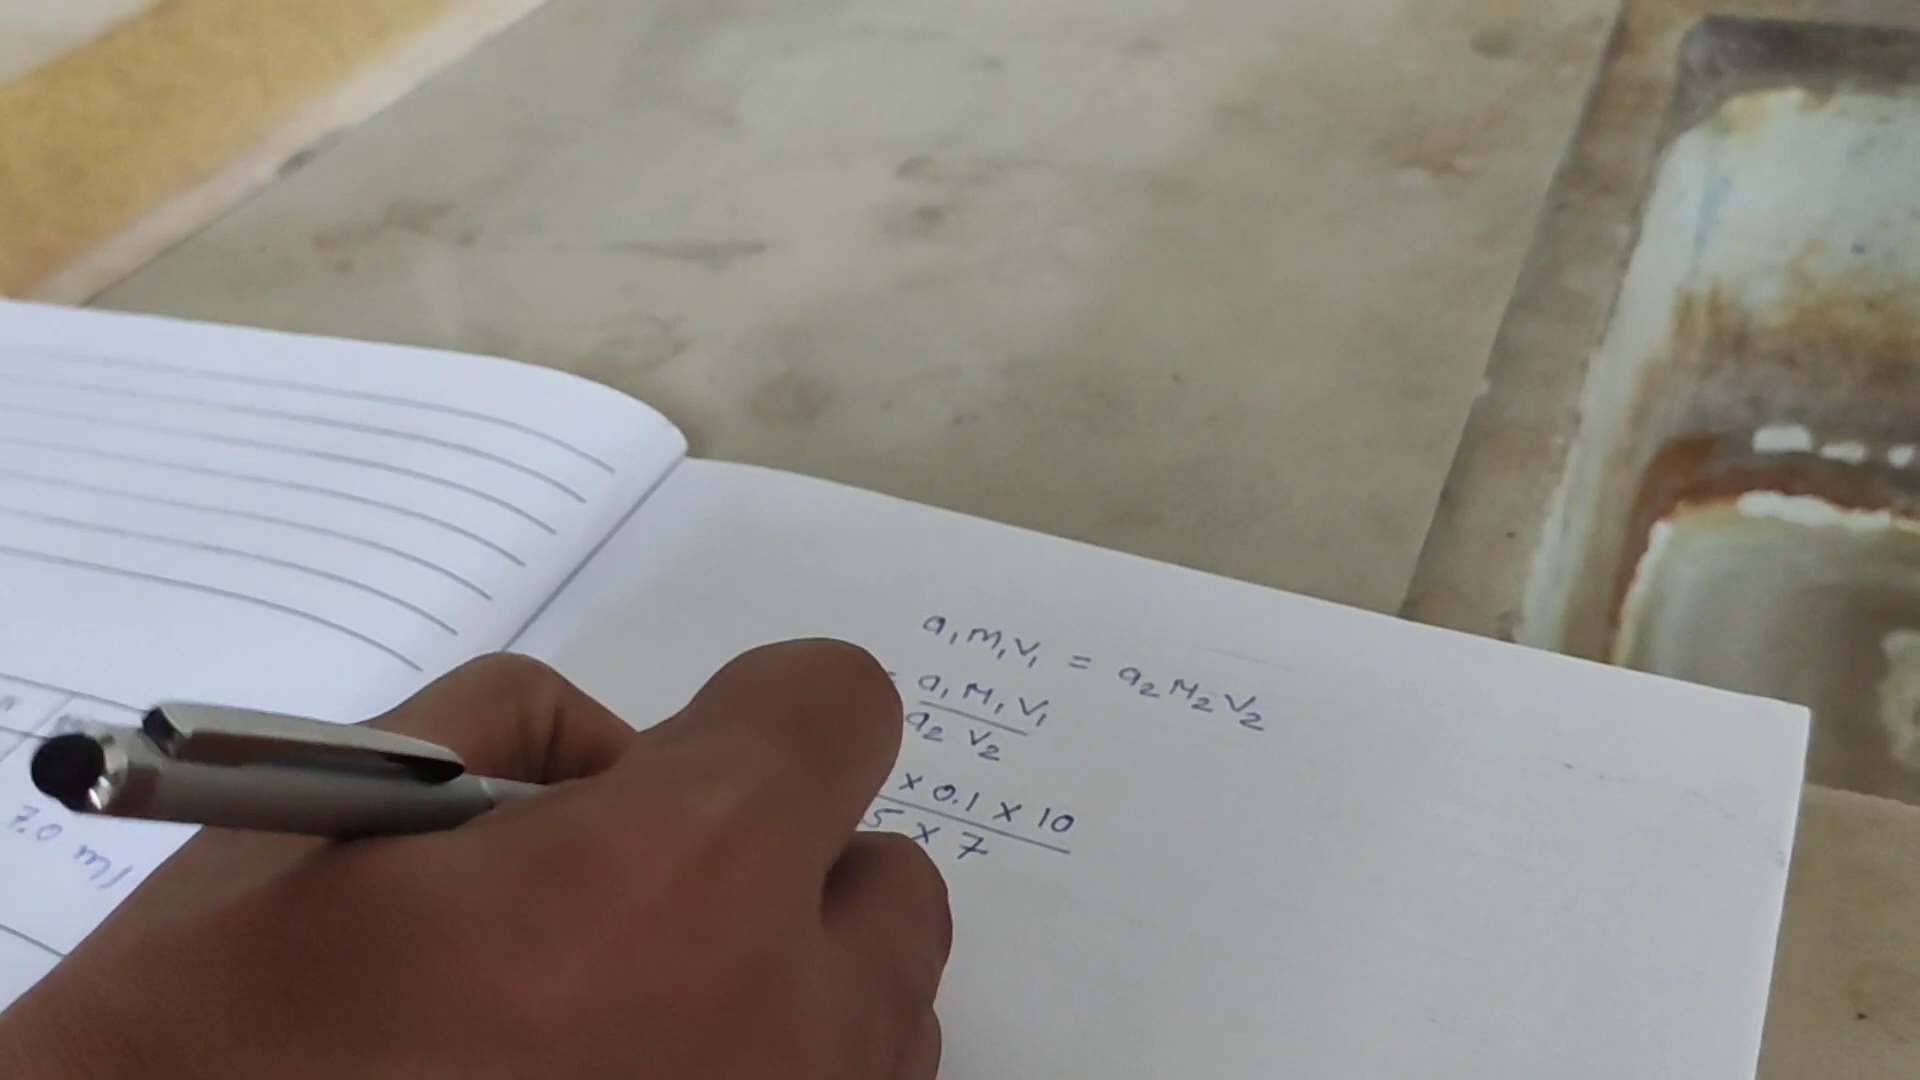 a₁M₁V₁ = a₂M₂V₂
= a₁M₁V₁
a₂ V₂
× 0.1 × 10
5 × 7
7.0 ml